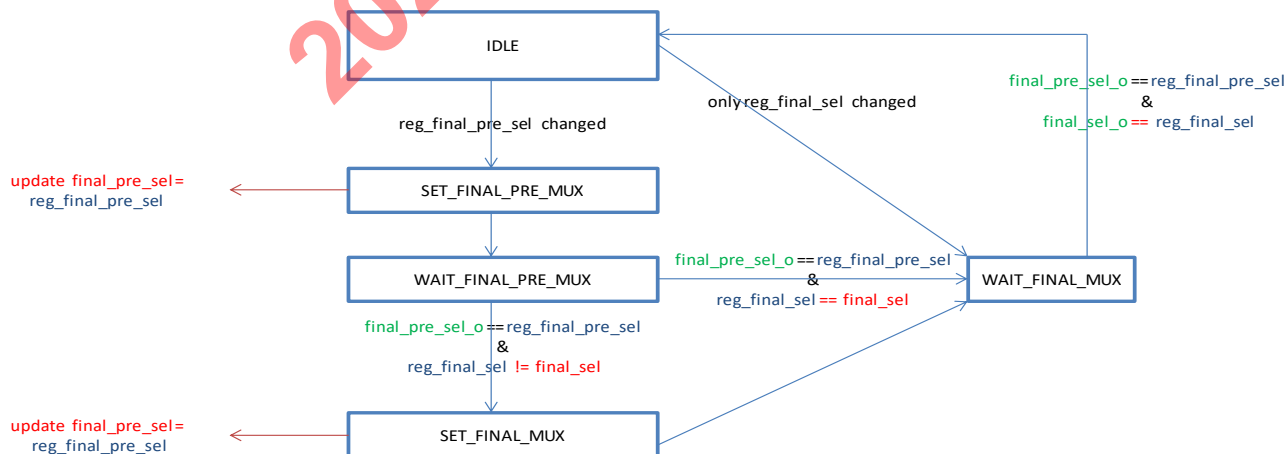 202
IDLE
final_pre_sel_o == reg_final_pre_sel
&
final_sel_o == reg_final_sel
only reg_final_sel changed
reg_final_pre_sel changed
update final_pre_sel =
reg_final_pre_sel
SET_FINAL_PRE_MUX
WAIT_FINAL_PRE_MUX
final_pre_sel_o == reg_final_pre_sel
&
reg_final_sel == final_sel
WAIT_FINAL_MUX
final_pre_sel_o == reg_final_pre_sel
&
reg_final_sel != final_sel
update final_pre_sel =
reg_final_pre_sel
SET_FINAL_MUX